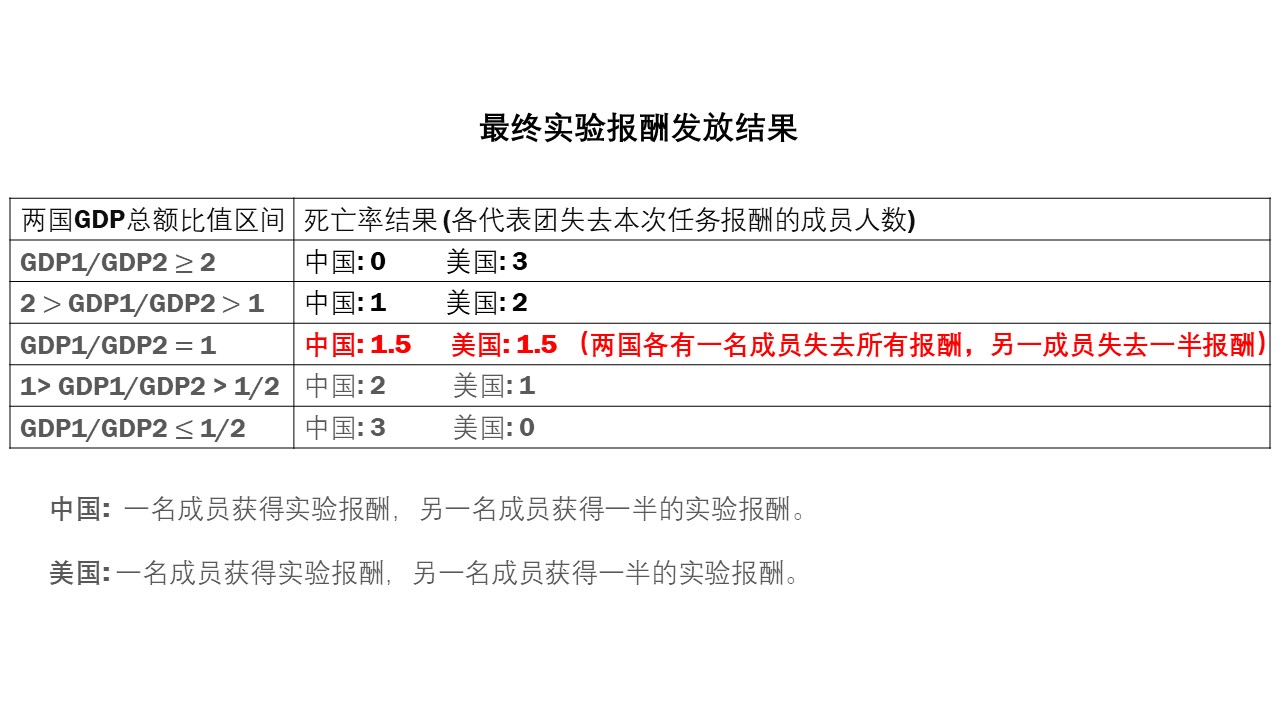 最终实验报酬发放结果
两国GDP总额比值区间 死亡率结果 (各代表团失去本次任务报酬的成员人数)
GDP1/GDP2 ≥ 2 中国: 0 美国: 3
2 > GDP1/GDP2 > 1 中国: 1 美国: 2
GDP1/GDP2 = 1 中国: 1.5 美国: 1.5 （两国各有一名成员失去所有报酬，另一成员失去一半报酬）
1> GDP1/GDP2 > 1/2 中国: 2 美国: 1
GDP1/GDP2 ≤ 1/2 中国: 3 美国: 0
中国: 一名成员获得实验报酬，另一名成员获得一半的实验报酬。
美国: 一名成员获得实验报酬，另一名成员获得一半的实验报酬。